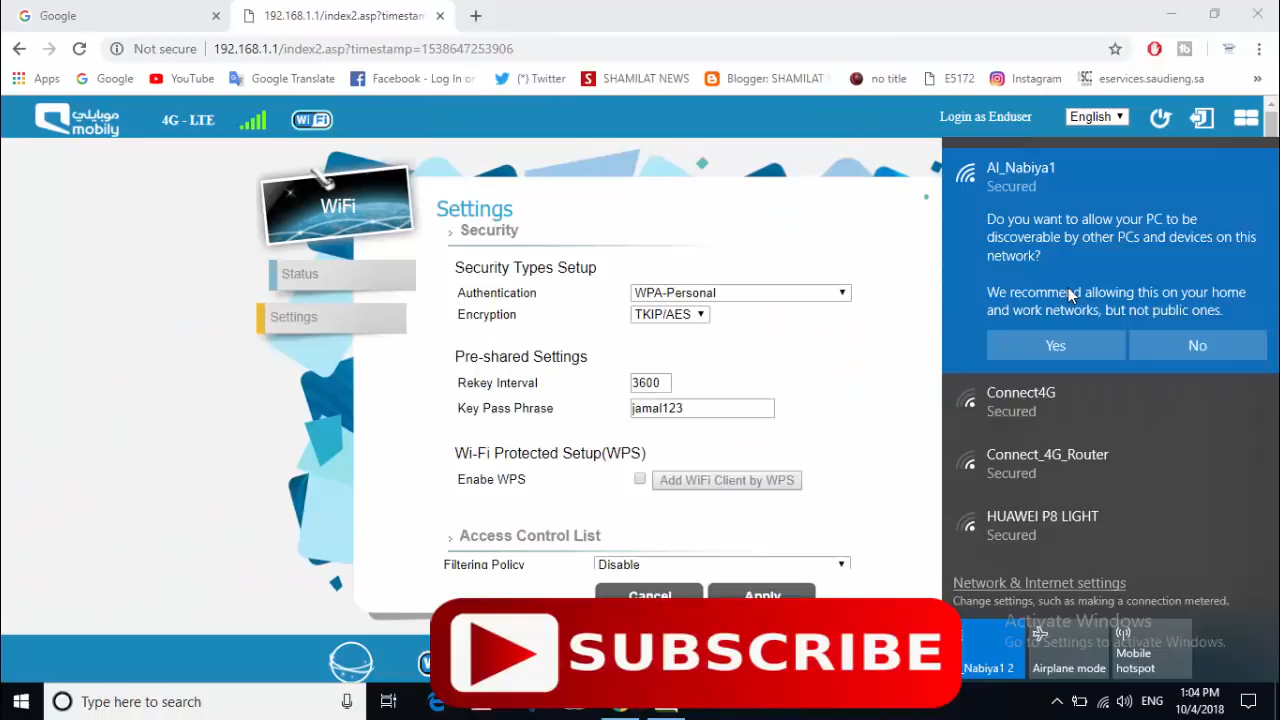 Google
192.168.1.1/index2.asp?timestam
Not secure
192.168.1.1/index2.asp?timestamp=1538647253906
Apps
Google
YouTube
Google Translate
Facebook - Log In or
(*) Twitter
SHAMILAT NEWS
Blogger: SHAMILAT
no title
E5172
Instagram
eservices.saudieng.sa
»
موبايلي
mobily
4G - LTE
WiFi
Login as Enduser
English
WiFi
Status
Settings
Settings
Security
Security Types Setup
Authentication WPA-Personal
Encryption TKIP/AES
Pre-shared Settings
Rekey Interval 3600
Key Pass Phrase jamal123
Wi-Fi Protected Setup(WPS)
Enabe WPS Add WiFi Client by WPS
Access Control List
Filtering Policy Disable
Cancel Apply
SUBSCRIBE
Al_Nabiya1
Secured
Do you want to allow your PC to be
discoverable by other PCs and devices on this
network?
We recommend allowing this on your home
and work networks, but not public ones.
Yes No
Connect4G
Secured
Connect_4G_Router
Secured
HUAWEI P8 LIGHT
Secured
Network & Internet settings
Change settings, such as making a connection metered.
Activate Windows
Go to Settings to activate Windows.
_Nabiya1 2
Airplane mode
Mobile
hotspot
Type here to search
ENG
1:04 PM
10/4/2018